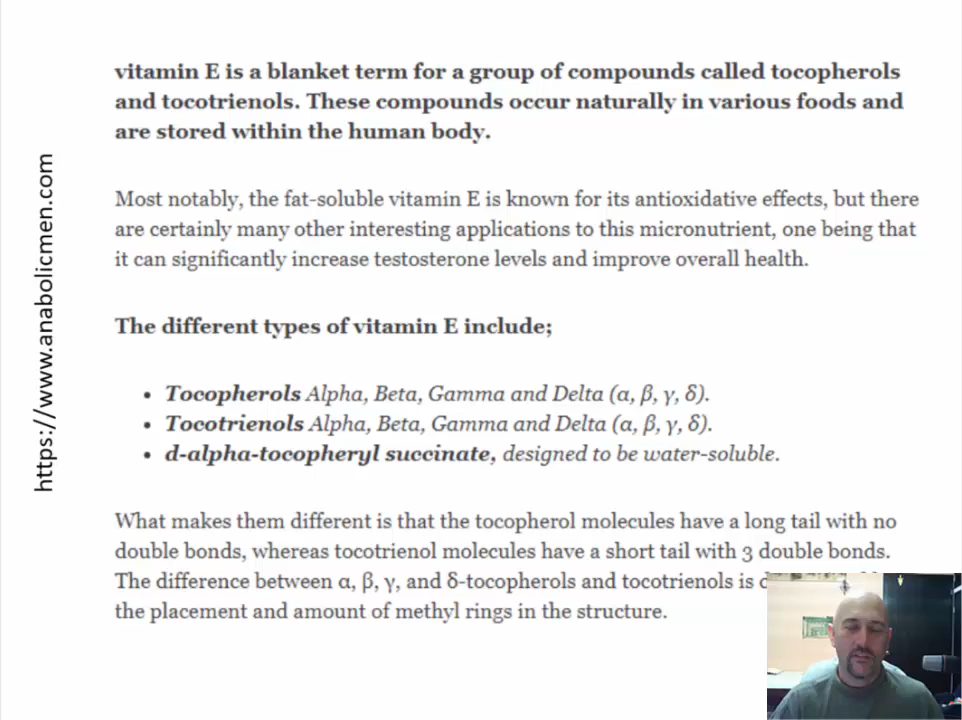 https://www.anabolicmen.com
vitamin E is a blanket term for a group of compounds called tocopherols
and tocotrienols. These compounds occur naturally in various foods and
are stored within the human body.
Most notably, the fat-soluble vitamin E is known for its antioxidative effects, but there
are certainly many other interesting applications to this micronutrient, one being that
it can significantly increase testosterone levels and improve overall health.
The different types of vitamin E include;
• Tocopherols Alpha, Beta, Gamma and Delta (α, β, γ, δ).
• Tocotrienols Alpha, Beta, Gamma and Delta (α, β, γ, δ).
• d-alpha-tocopheryl succinate, designed to be water-soluble.
What makes them different is that the tocopherol molecules have a long tail with no
double bonds, whereas tocotrienol molecules have a short tail with 3 double bonds.
The difference between α, β, γ, and δ-tocopherols and tocotrienols is
the placement and amount of methyl rings in the structure.